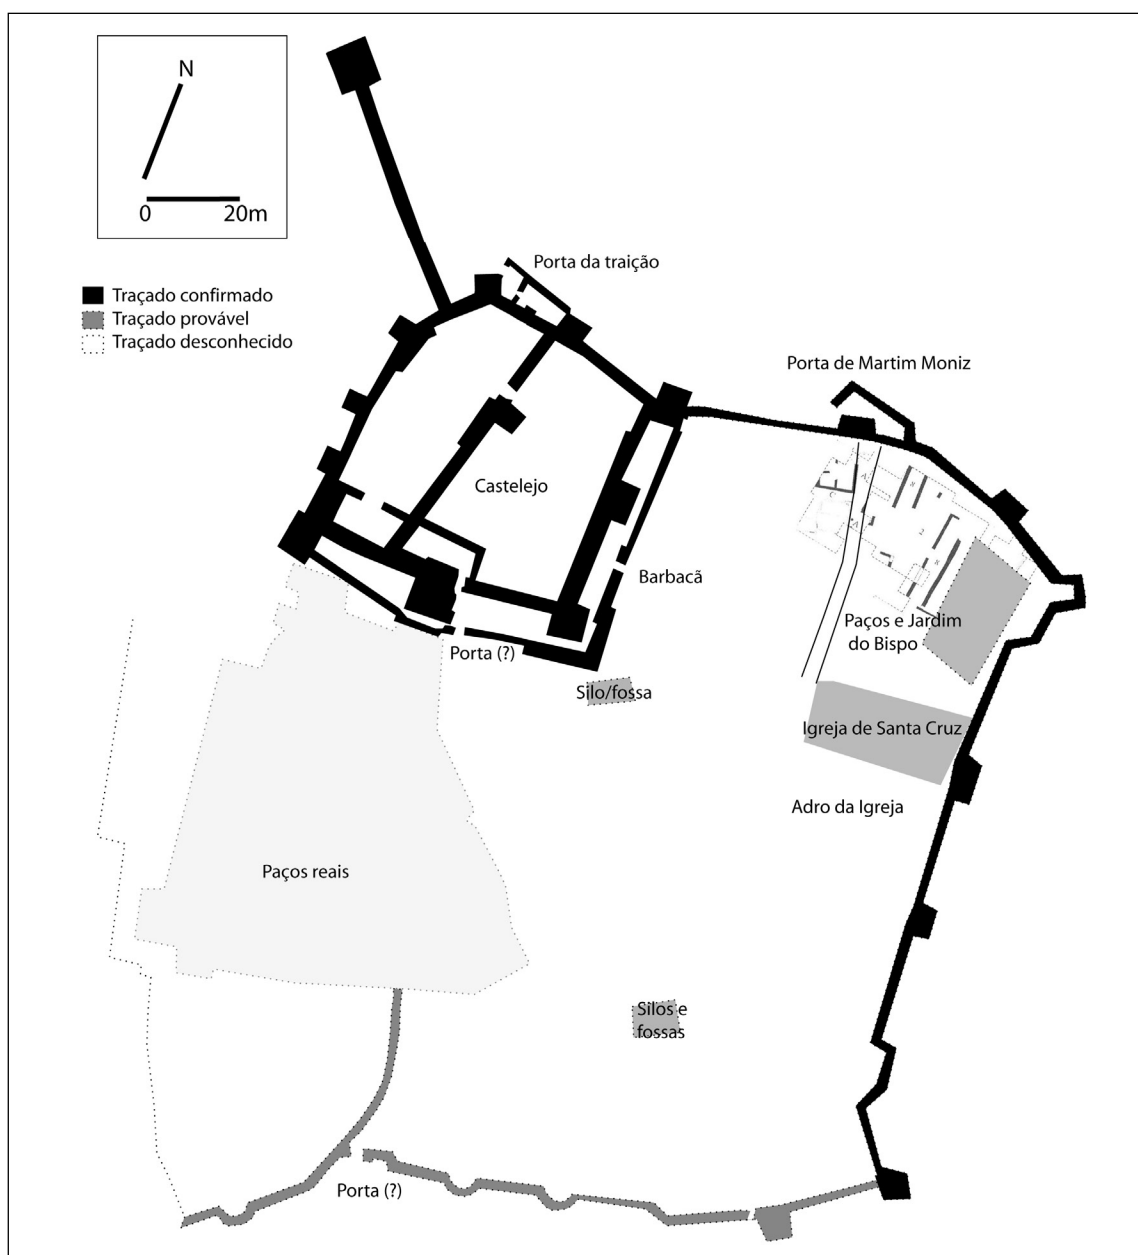 N
0 20m
Traçado confirmado
Traçado provável
Traçado desconhecido
Porta da traição
Porta de Martim Moniz
Castelejo
Barbacã
Paços e Jardim
do Bispo
Porta (?)
Silo/fossa
Igreja de Santa Cruz
Adro da Igreja
Paços reais
Silos e
fossas
Porta (?)